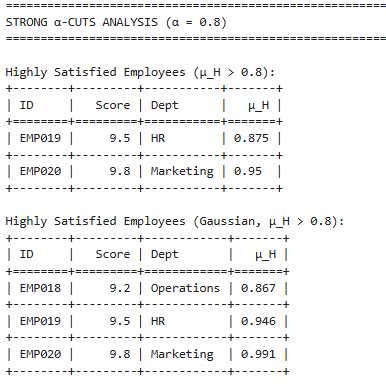 ======================================================
STRONG α-CUTS ANALYSIS (α = 0.8)
======================================================
Highly Satisfied Employees (μ_H > 0.8):
+--------+---------+-----------+-------+
| ID     |   Score | Dept      |   μ_H |
+========+=========+===========+=======+
| EMP019 |     9.5 | HR        | 0.875 |
+--------+---------+-----------+-------+
| EMP020 |     9.8 | Marketing | 0.95  |
+--------+---------+-----------+-------+
Highly Satisfied Employees (Gaussian, μ_H > 0.8):
+--------+---------+------------+-------+
| ID     |   Score | Dept       |   μ_H |
+========+=========+============+=======+
| EMP018 |     9.2 | Operations | 0.867 |
+--------+---------+------------+-------+
| EMP019 |     9.5 | HR         | 0.946 |
+--------+---------+------------+-------+
| EMP020 |     9.8 | Marketing  | 0.991 |
+--------+---------+------------+-------+